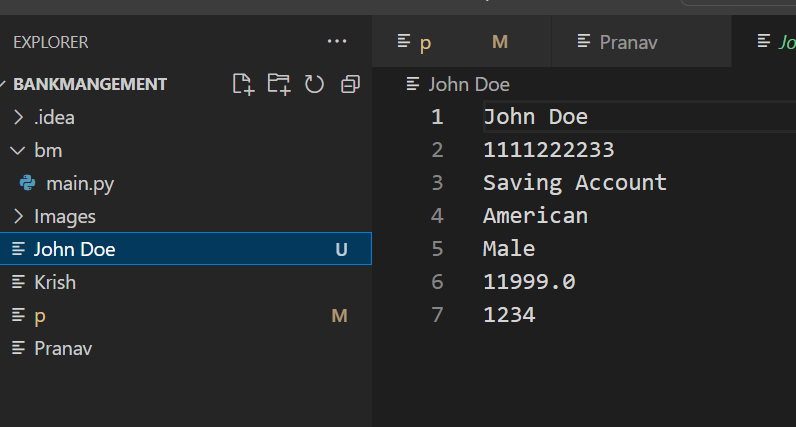 EXPLORER
BANKMANGEMENT
.idea
bm
main.py
Images
John Doe U
Krish
p M
Pranav
p M
Pranav
Jo
John Doe
1 John Doe
2 1111222233
3 Saving Account
4 American
5 Male
6 11999.0
7 1234